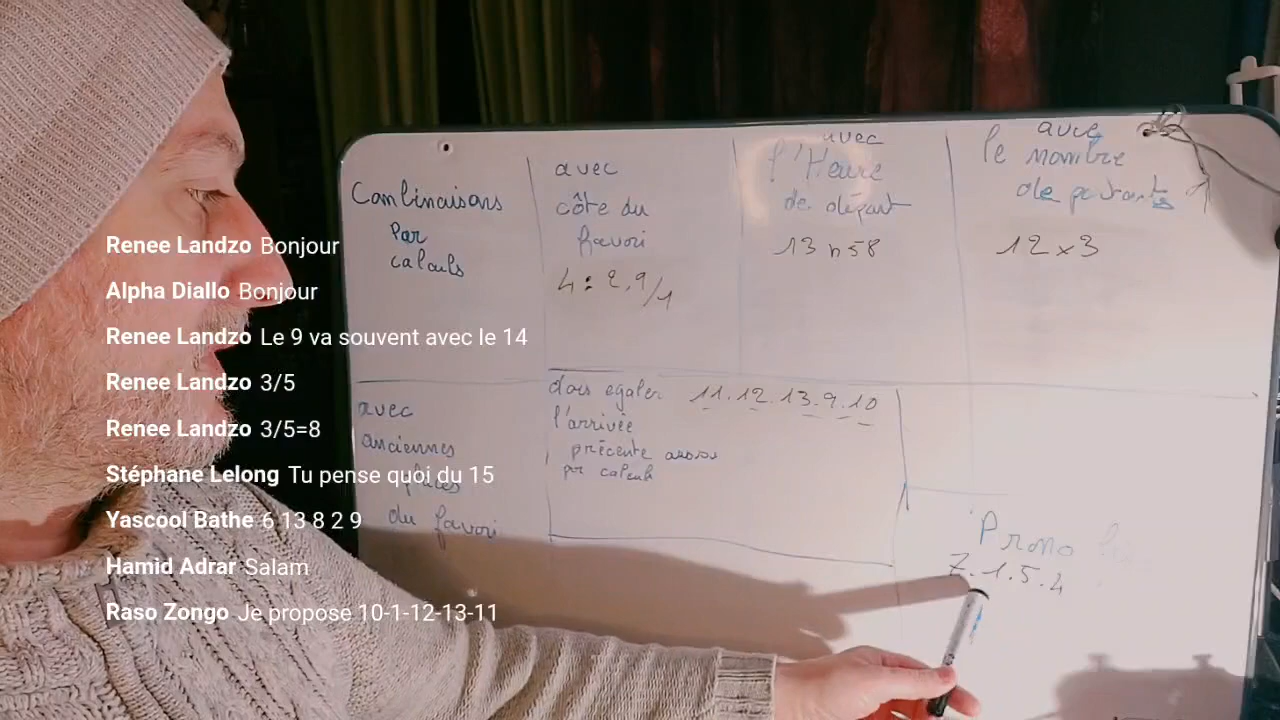 Combinaisons
Par
calculs
avec
côte du
favori
4: 2,9/1
avec
l'Heure
de départ
13 h 58
avec
le nombre
de partants
12 x 3
avec
anciennes
places
du favori
dois egaler 11.12.13.9.10
l'arrivée
précente
par calculs
Prono
7.1.5.4
Renee Landzo Bonjour
Alpha Diallo Bonjour
Renee Landzo Le 9 va souvent avec le 14
Renee Landzo 3/5
Renee Landzo 3/5=8
Stéphane Lelong Tu pense quoi du 15
Yascool Bathe 6 13 8 2 9
Hamid Adrar Salam
Raso Zongo Je propose 10-1-12-13-11